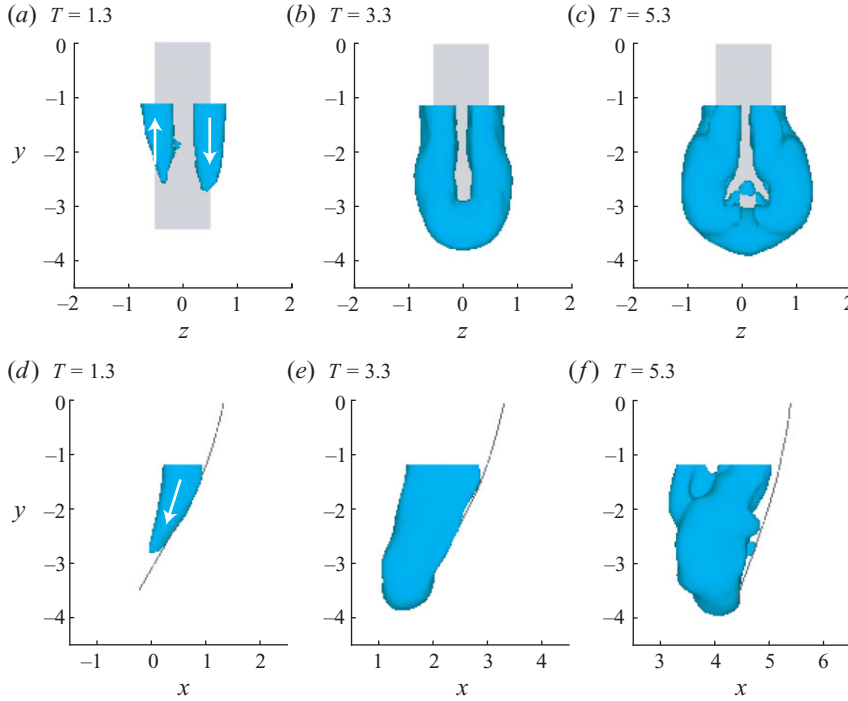 (a) T = 1.3
(b) T = 3.3
(c) T = 5.3
0 0 0
–1 –1 –1
y –2 –2 –2
–3 –3 –3
–4 –4 –4
–2 –1 0 1 2 –2 –1 0 1 2 –2 –1 0 1 2
z z z
(d) T = 1.3
(e) T = 3.3
(f) T = 5.3
0 0 0
–1 –1 –1
y –2 –2 –2
–3 –3 –3
–4 –4 –4
–1 0 1 2 1 2 3 4 3 4 5 6
x x x